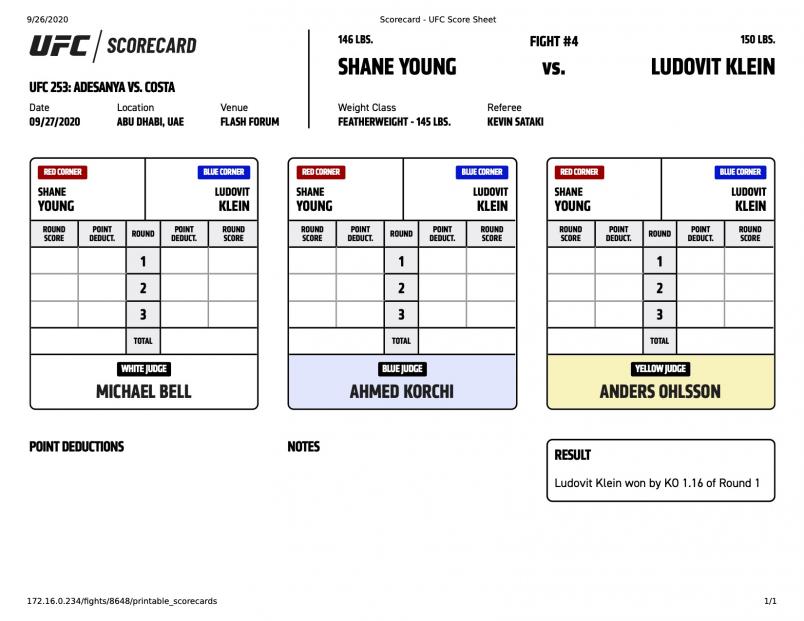 9/26/2020 Scorecard - UFC Score Sheet
UFC / SCORECARD
UFC 253: ADESANYA VS. COSTA
Date Location Venue
09/27/2020 ABU DHABI, UAE FLASH FORUM
146 LBS. FIGHT #4 150 LBS.
SHANE YOUNG VS. LUDOVIT KLEIN
Weight Class Referee
FEATHERWEIGHT - 145 LBS. KEVIN SATAKI
RED CORNER BLUE CORNER
SHANE LUDOVIT
YOUNG KLEIN
ROUND SCORE POINT DEDUCT. ROUND POINT DEDUCT. ROUND SCORE
1
2
3
TOTAL
WHITE JUDGE
MICHAEL BELL
RED CORNER BLUE CORNER
SHANE LUDOVIT
YOUNG KLEIN
ROUND SCORE POINT DEDUCT. ROUND POINT DEDUCT. ROUND SCORE
1
2
3
TOTAL
BLUE JUDGE
AHMED KORCHI
RED CORNER BLUE CORNER
SHANE LUDOVIT
YOUNG KLEIN
ROUND SCORE POINT DEDUCT. ROUND POINT DEDUCT. ROUND SCORE
1
2
3
TOTAL
YELLOW JUDGE
ANDERS OHLSSON
POINT DEDUCTIONS
NOTES
RESULT
Ludovit Klein won by KO 1.16 of Round 1
172.16.0.234/fights/8648/printable_scorecards 1/1